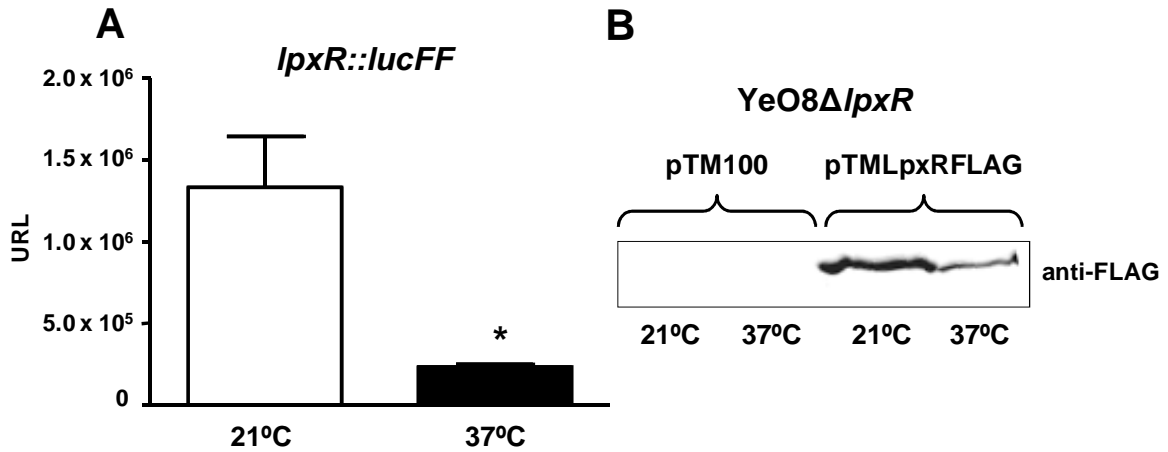 A
lpxR::lucFF
2.0 x 10⁶
1.5 x 10⁶
1.0 x 10⁶
5.0 x 10⁵
0
URL
*
21ºC
37ºC
B
YeO8ΔlpxR
pTM100 pTMLpxRFLAG
anti-FLAG
21ºC 37ºC 21ºC 37ºC